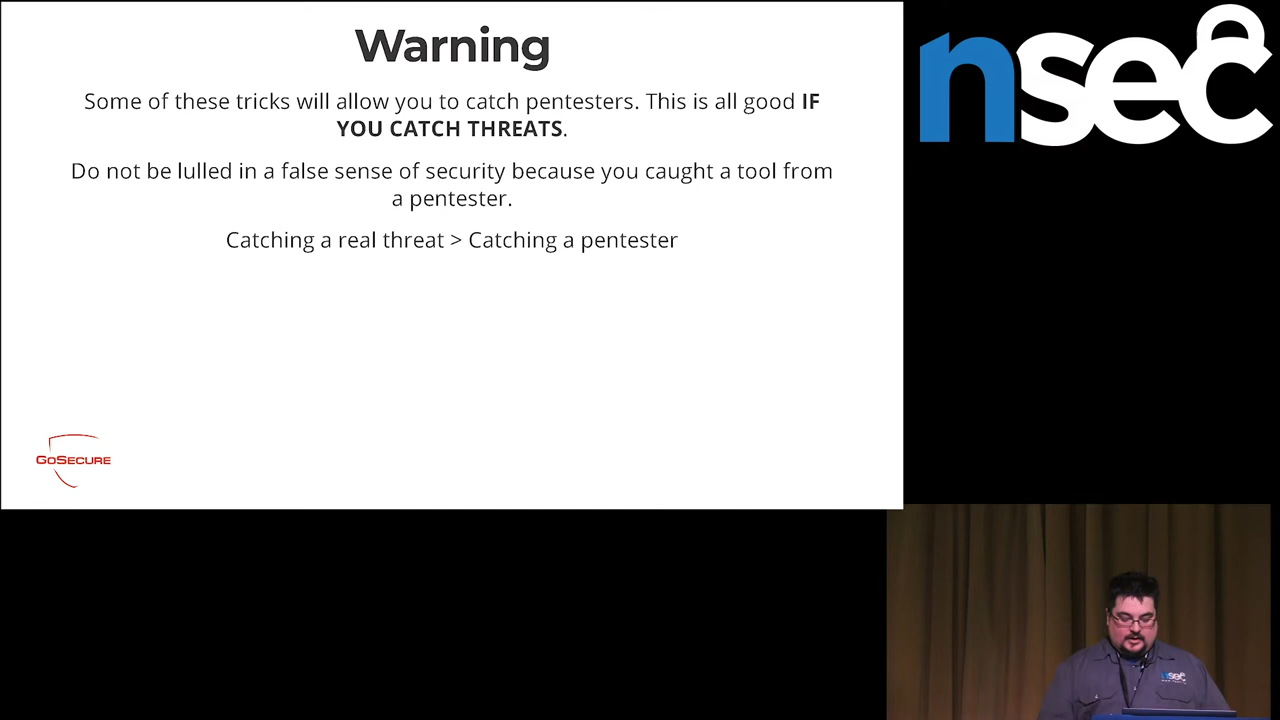 Warning
Some of these tricks will allow you to catch pentesters. This is all good IF
YOU CATCH THREATS.
Do not be lulled in a false sense of security because you caught a tool from
a pentester.
Catching a real threat > Catching a pentester
GoSecure
nsec
nsec